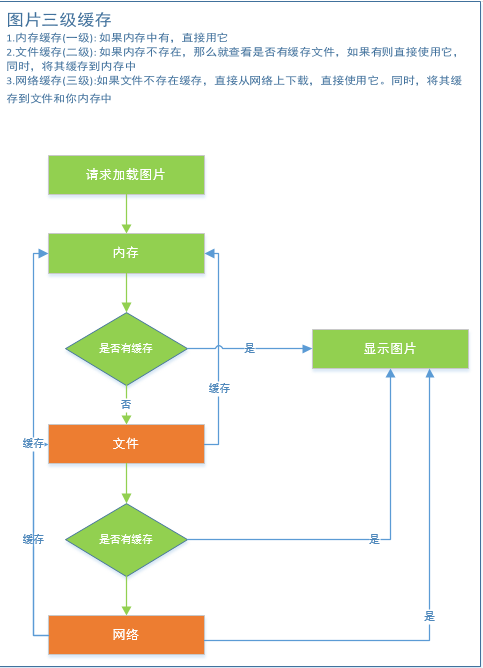 图片三级缓存
1.内存缓存(一级): 如果内存中有，直接用它
2.文件缓存(二级): 如果内存不存在，那么就查看是否有缓存文件，如果有则直接使用它，
同时，将其缓存到内存中
3.网络缓存(三级):如果文件不存在缓存，直接从网络上下载，直接使用它。同时，将其缓
存到文件和你内存中
请求加载图片
内存
是否有缓存
是
显示图片
缓存
否
缓存
文件
缓存
是否有缓存
是
是
网络